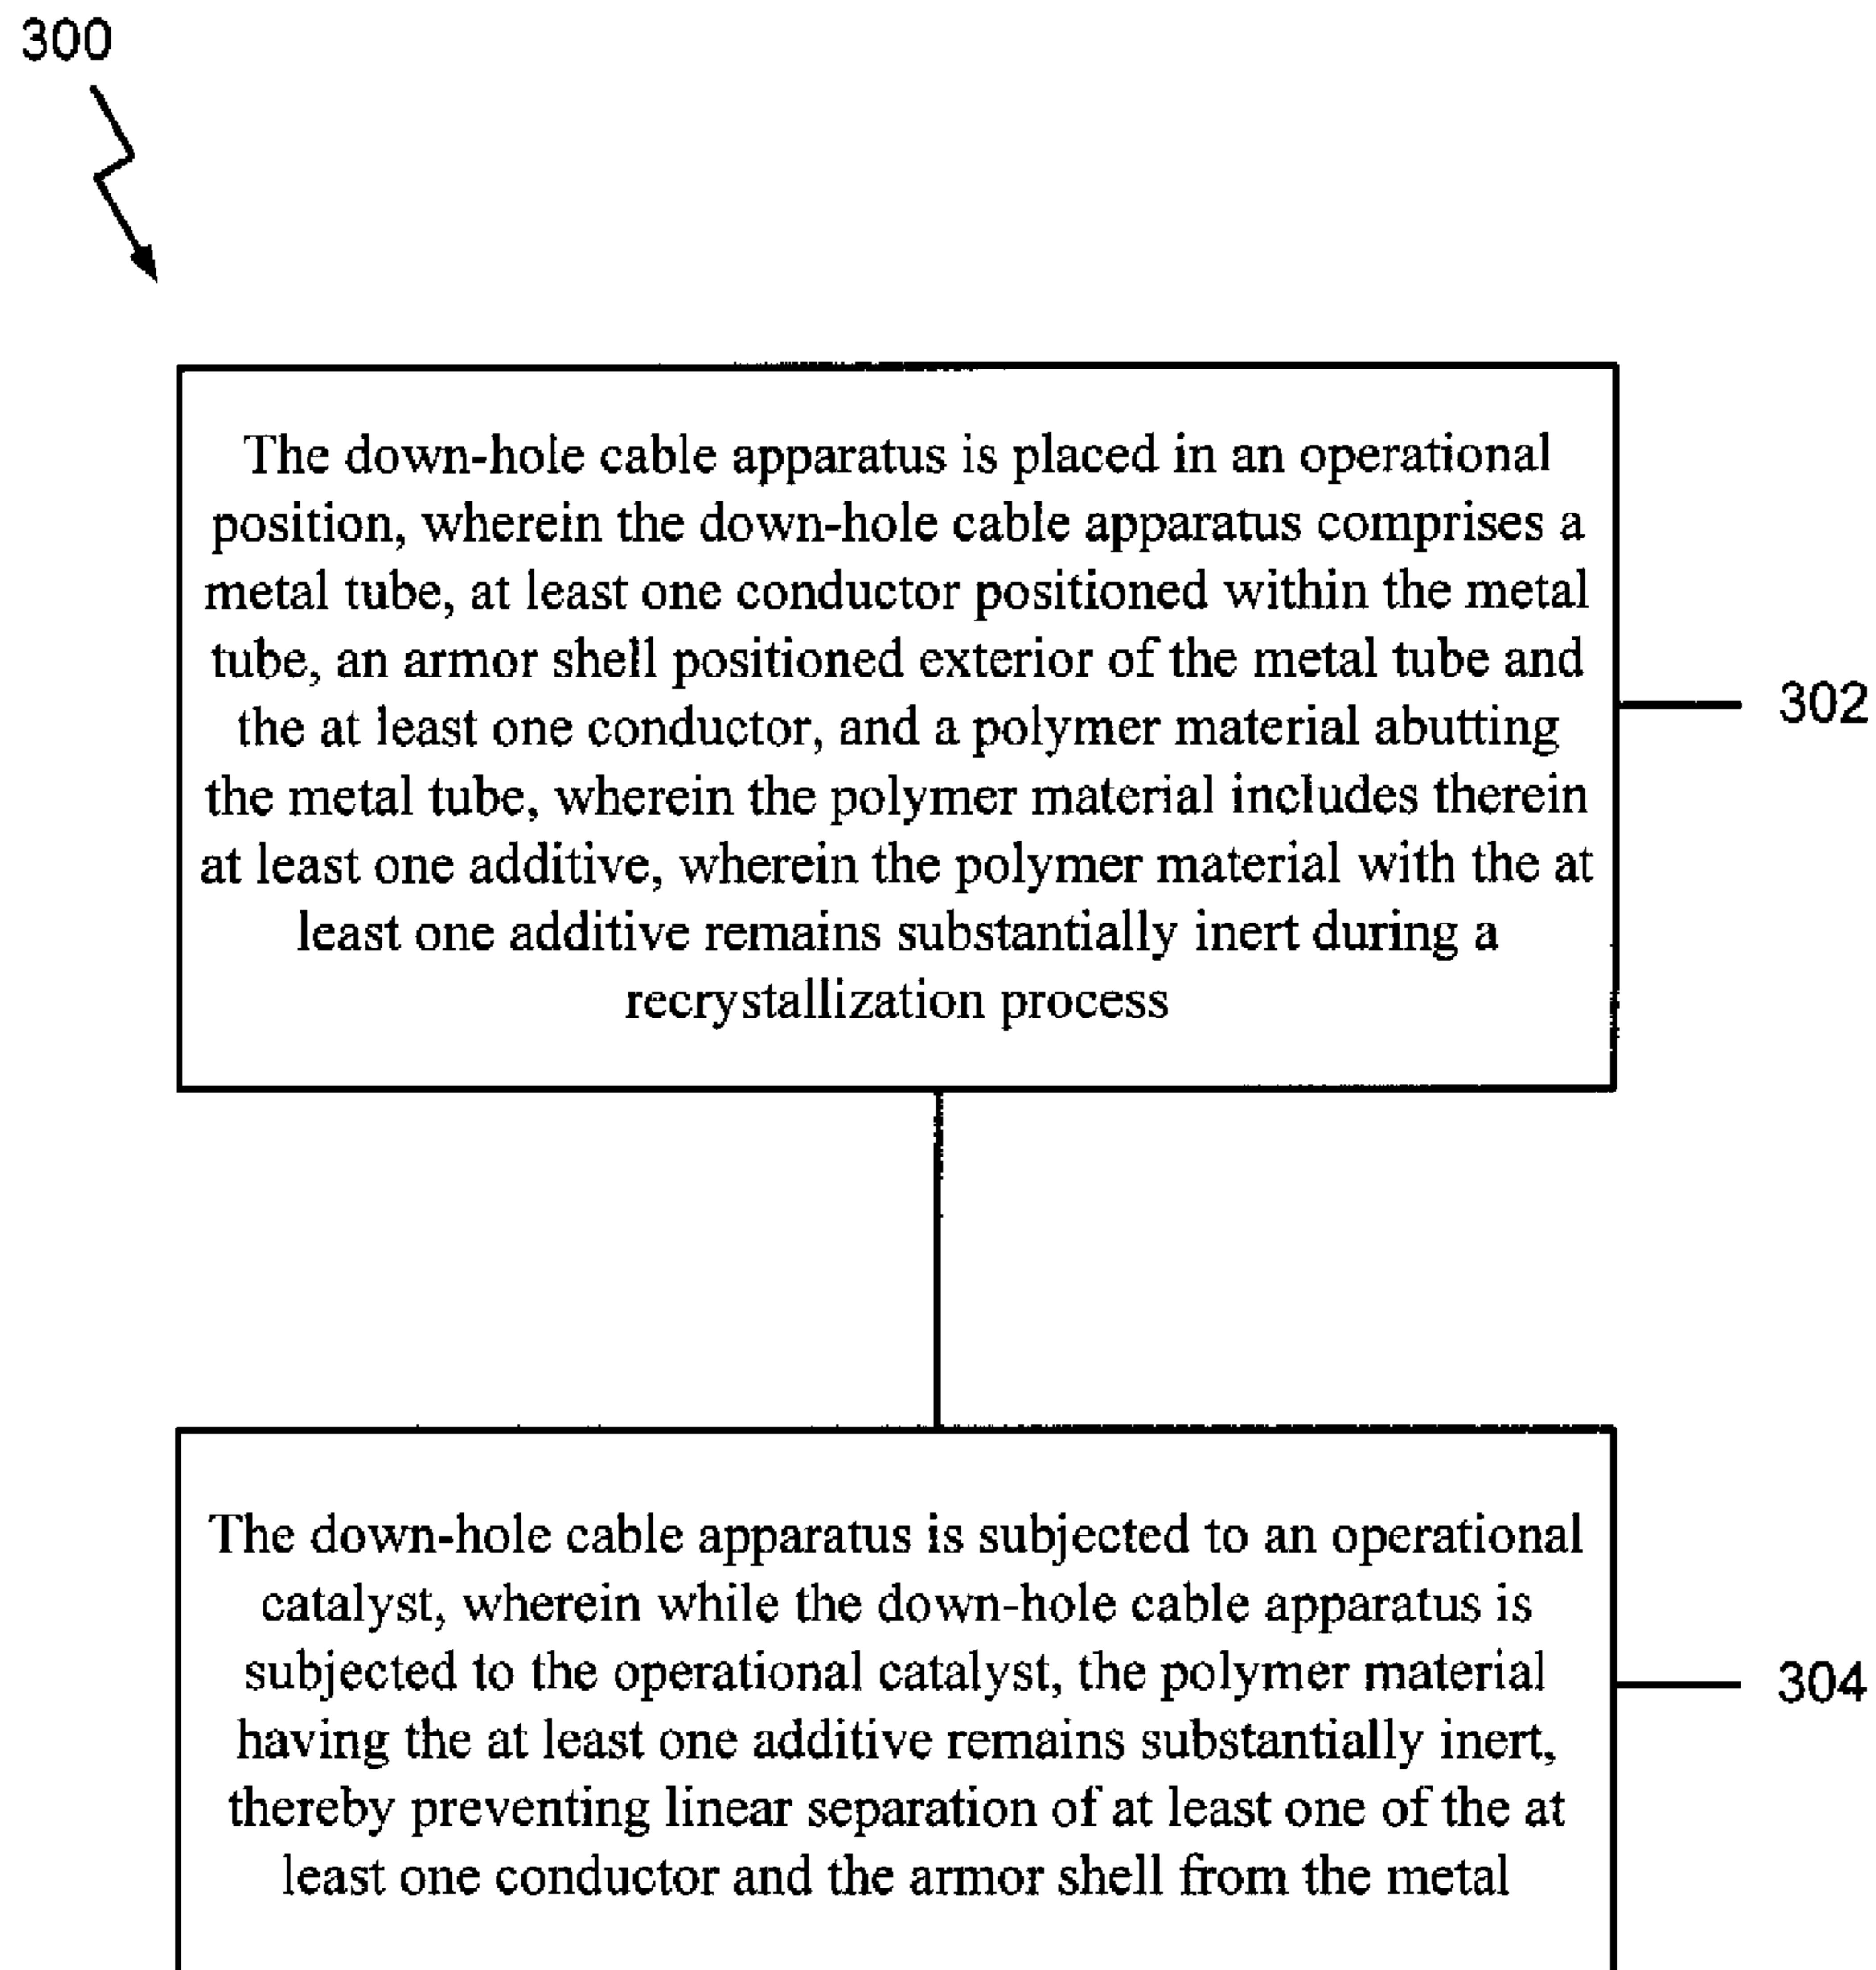 300
The down-hole cable apparatus is placed in an operational
position, wherein the down-hole cable apparatus comprises a
metal tube, at least one conductor positioned within the metal
tube, an armor shell positioned exterior of the metal tube and
the at least one conductor, and a polymer material abutting
the metal tube, wherein the polymer material includes therein
at least one additive, wherein the polymer material with the at
least one additive remains substantially inert during a
recrystallization process
302
The down-hole cable apparatus is subjected to an operational
catalyst, wherein while the down-hole cable apparatus is
subjected to the operational catalyst, the polymer material
having the at least one additive remains substantially inert,
thereby preventing linear separation of at least one of the at
least one conductor and the armor shell from the metal
304